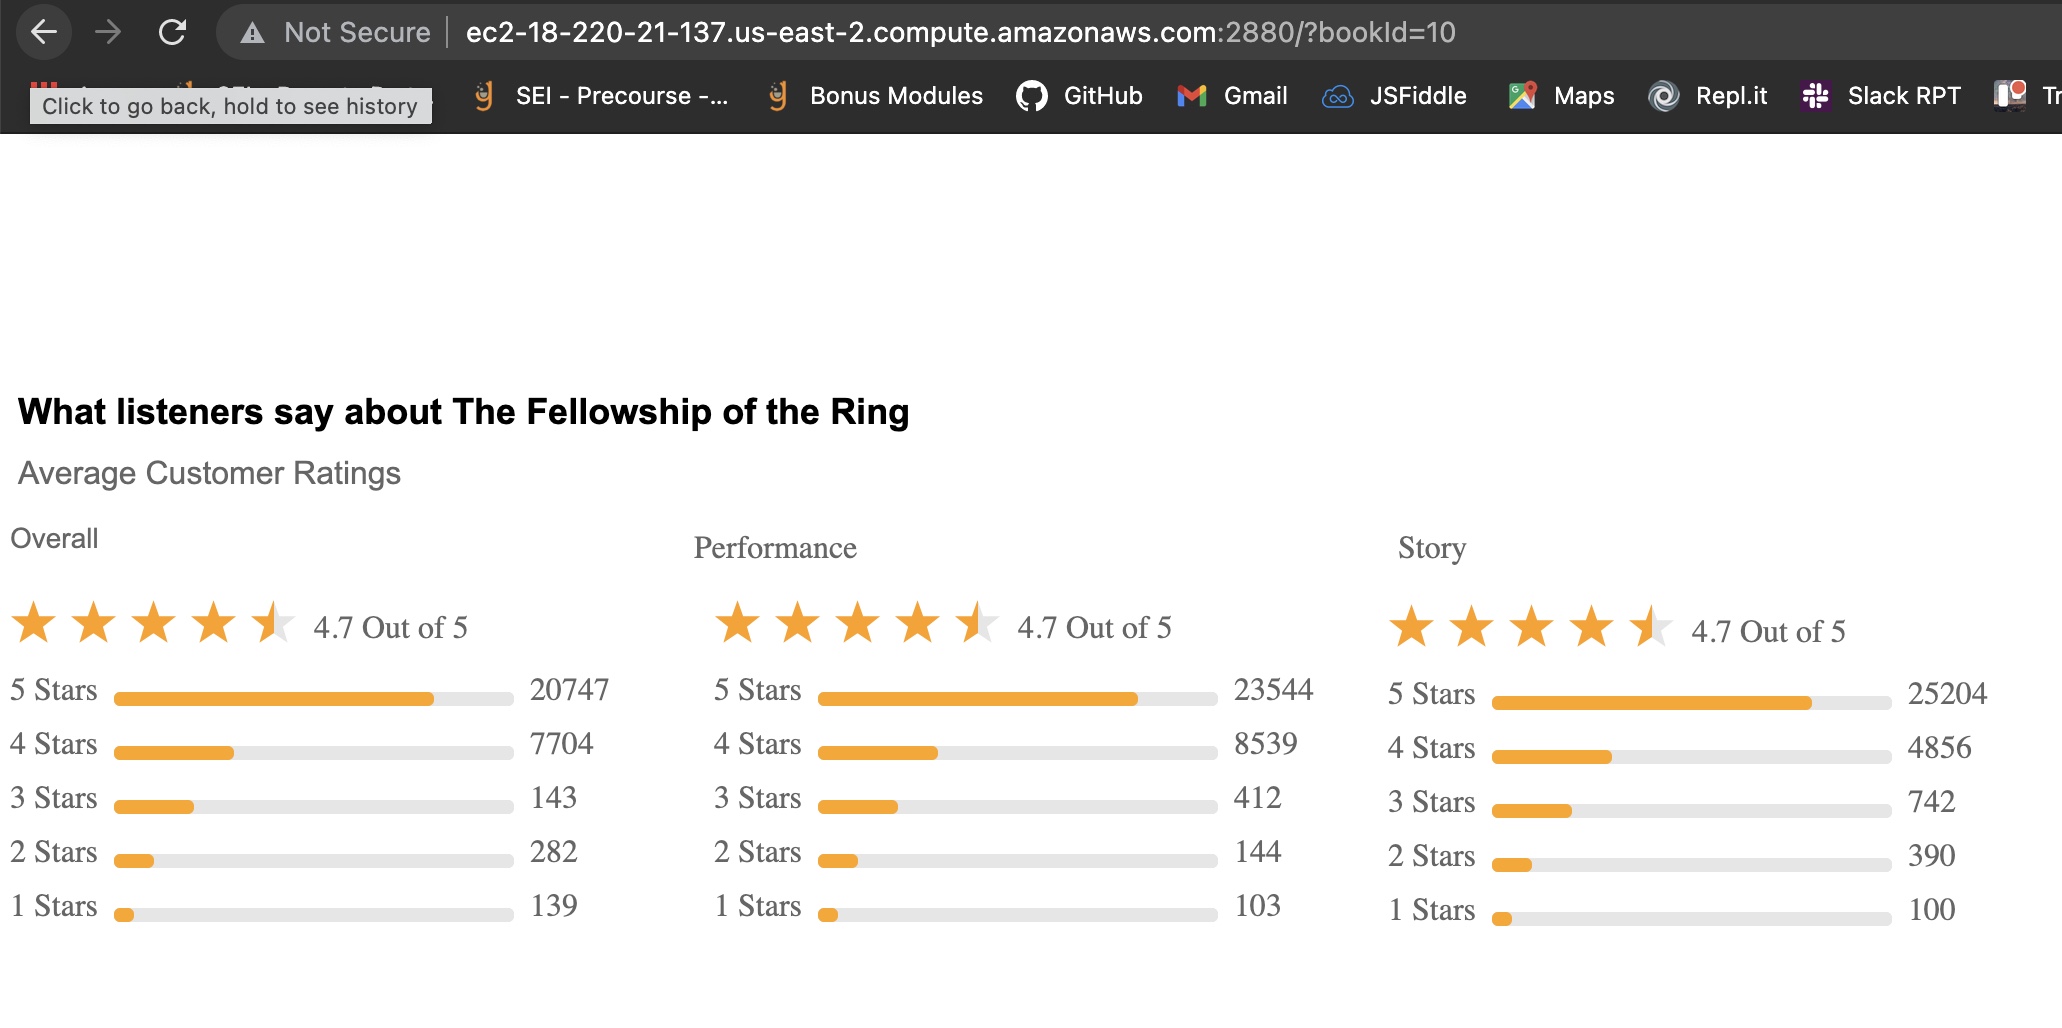 Not Secure ec2-18-220-21-137.us-east-2.compute.amazonaws.com:2880/?bookId=10
Click to go back, hold to see history
SEI - Precourse -... Bonus Modules GitHub Gmail JSFiddle Maps Repl.it Slack RPT
What listeners say about The Fellowship of the Ring
Average Customer Ratings
Overall
4.7 Out of 5
5 Stars 20747
4 Stars 7704
3 Stars 143
2 Stars 282
1 Stars 139
Performance
4.7 Out of 5
5 Stars 23544
4 Stars 8539
3 Stars 412
2 Stars 144
1 Stars 103
Story
4.7 Out of 5
5 Stars 25204
4 Stars 4856
3 Stars 742
2 Stars 390
1 Stars 100